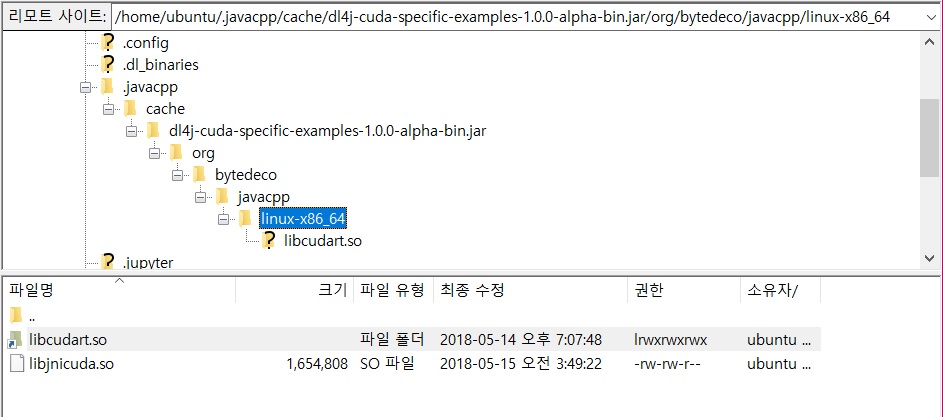 리모트 사이트: /home/ubuntu/.javacpp/cache/dl4j-cuda-specific-examples-1.0.0-alpha-bin.jar/org/bytedeco/javacpp/linux-x86_64
.config
.dl_binaries
.javacpp
cache
dl4j-cuda-specific-examples-1.0.0-alpha-bin.jar
org
bytedeco
javacpp
linux-x86_64
libcudart.so
.jupyter
파일명 크기 파일 유형 최종 수정 권한 소유자/
..
libcudart.so 파일 폴더 2018-05-14 오후 7:07:48 lrwxrwxrwx ubuntu ...
libjnicuda.so 1,654,808 SO 파일 2018-05-15 오전 3:49:22 -rw-rw-r-- ubuntu ...